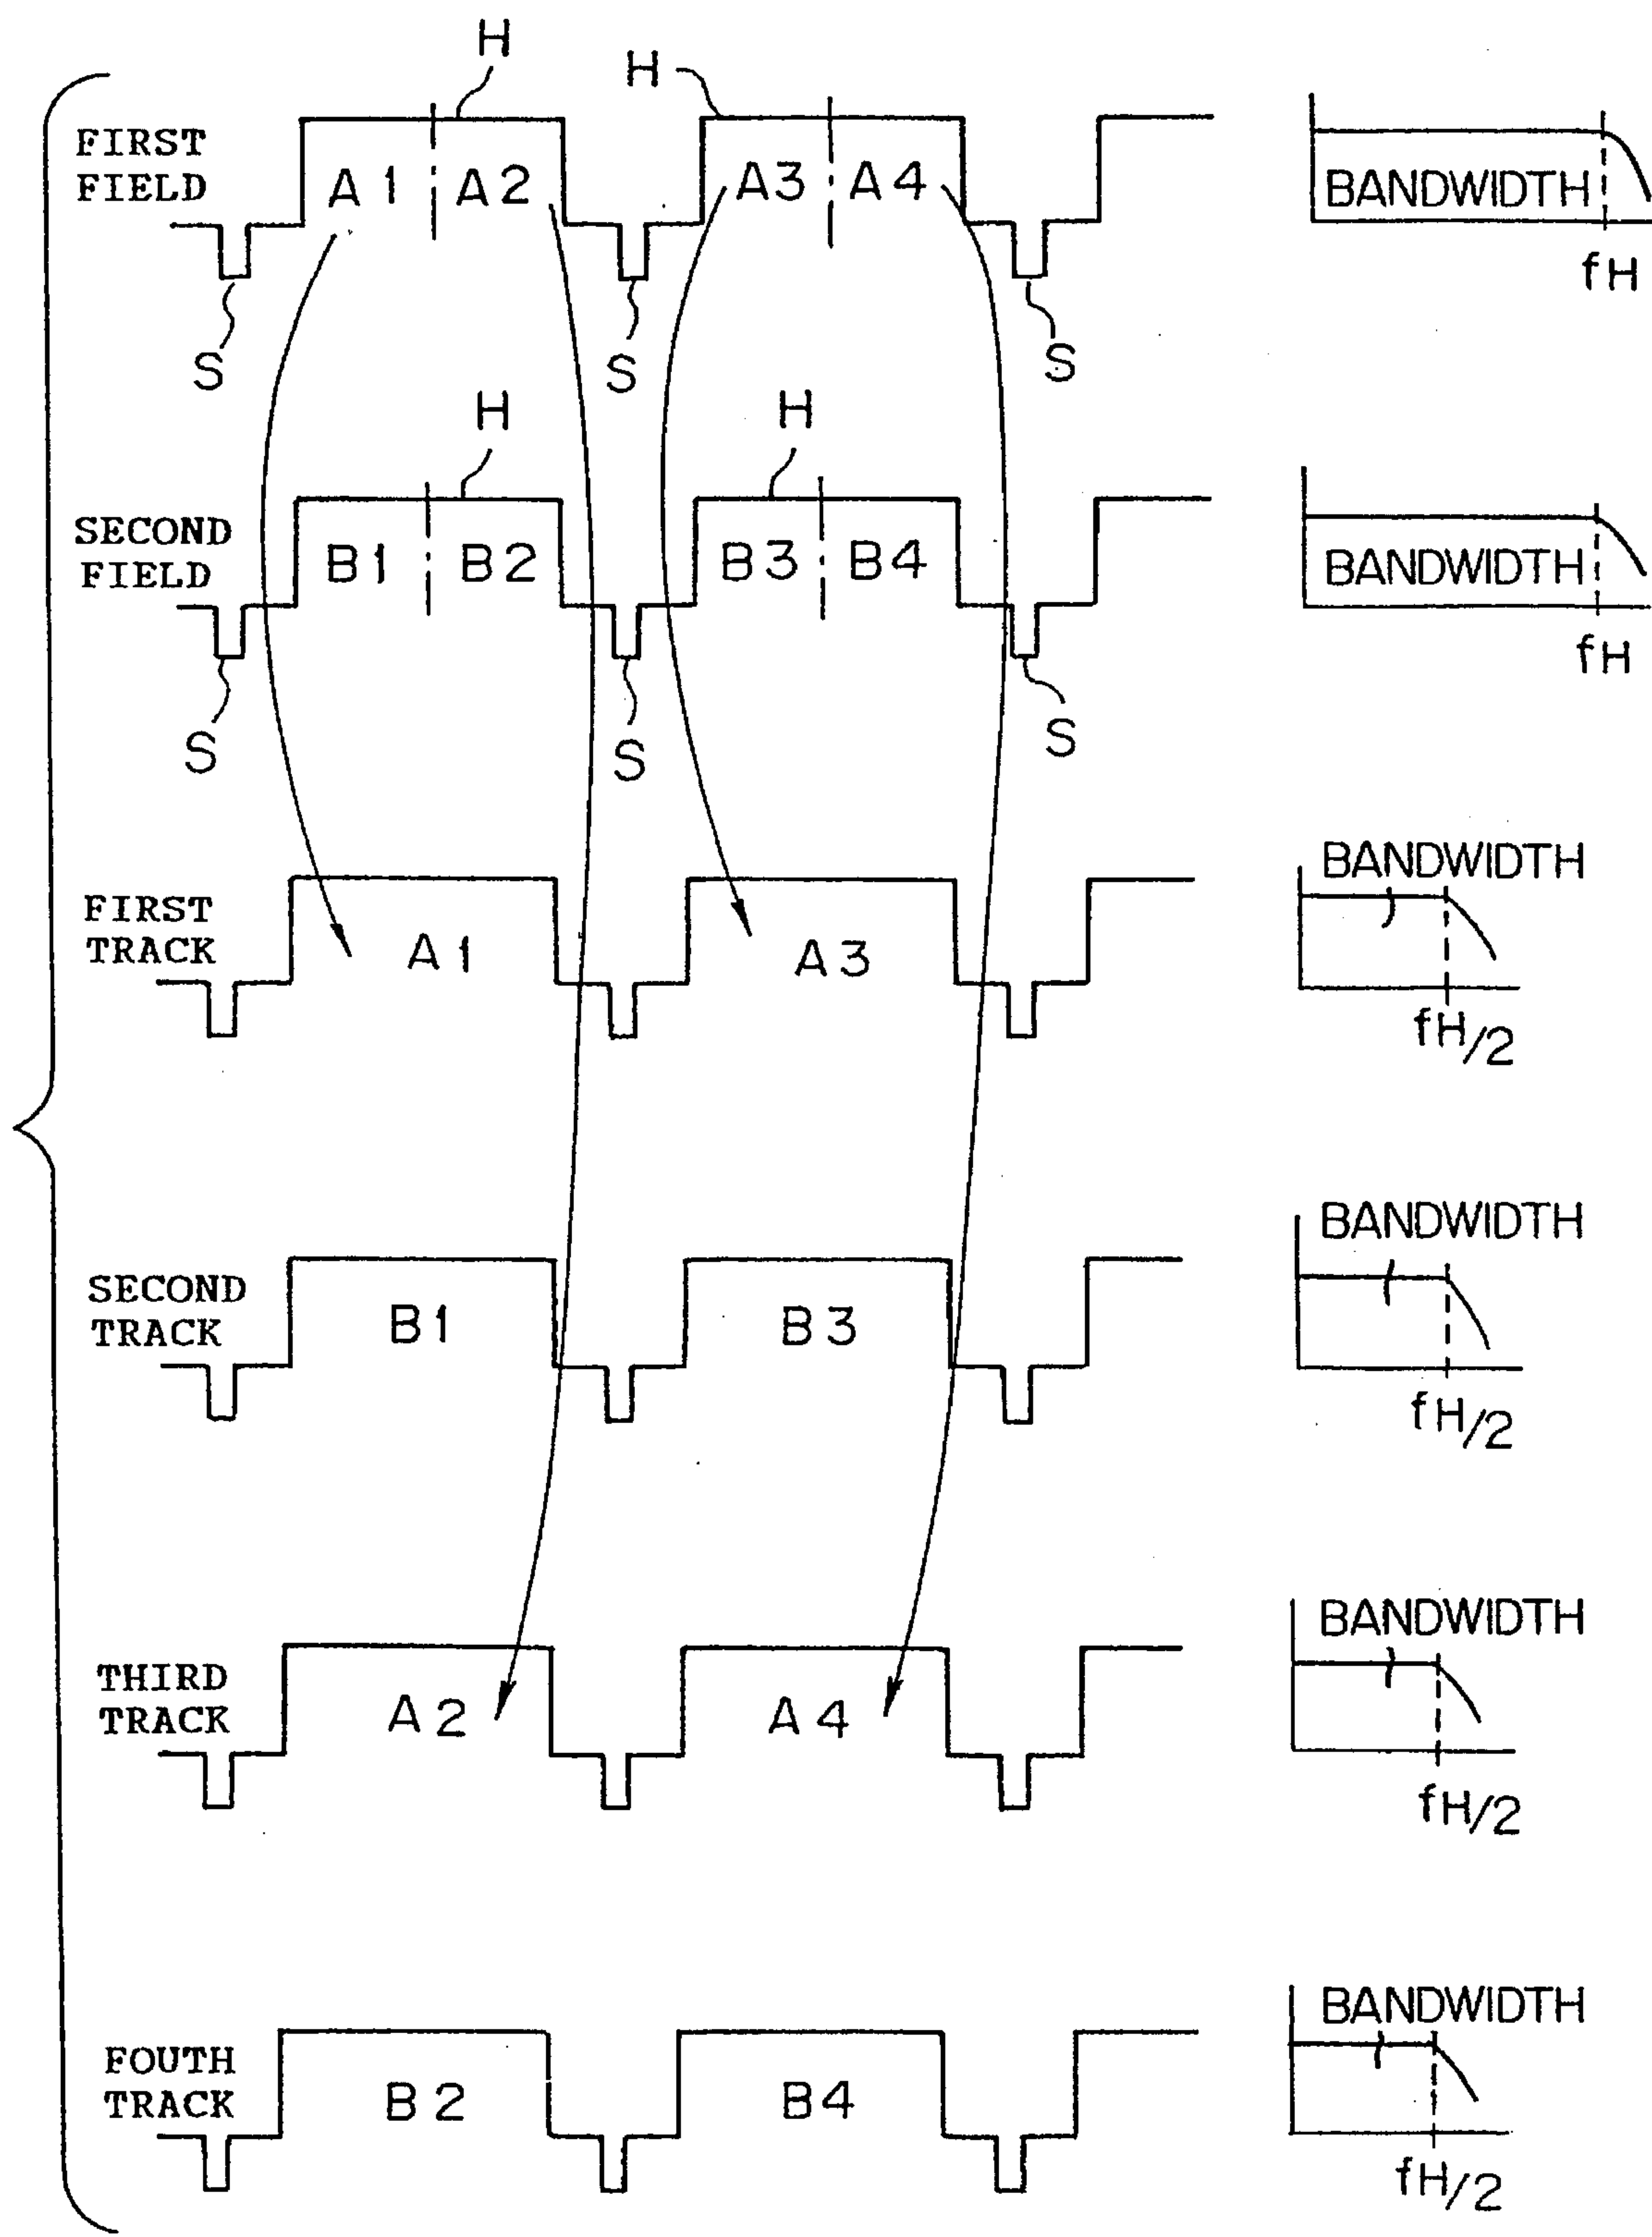 H
H
FIRST
FIELD
A1 A2
A3 A4
BANDWIDTH
fH
S
S
S
H
H
SECOND
FIELD
B1 B2
B3 B4
BANDWIDTH
fH
S
S
S
FIRST
TRACK
A1
A3
BANDWIDTH
fH/2
SECOND
TRACK
B1
B3
BANDWIDTH
fH/2
THIRD
TRACK
A2
A4
BANDWIDTH
fH/2
FOUTH
TRACK
B2
B4
BANDWIDTH
fH/2